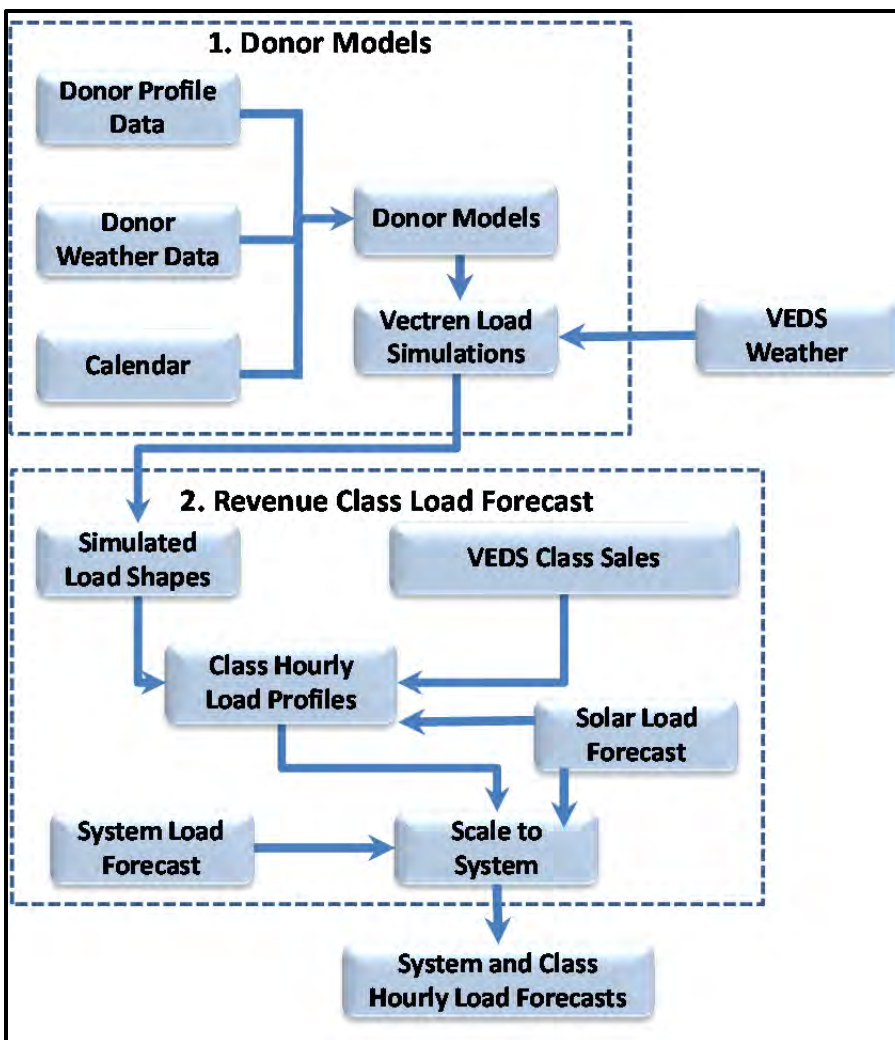 1. Donor Models
Donor Profile
Data
Donor
Weather Data
Calendar
Donor Models
Vectren Load
Simulations
VEDS
Weather
2. Revenue Class Load Forecast
Simulated
Load Shapes
VEDS Class Sales
Class Hourly
Load Profiles
Solar Load
Forecast
System Load
Forecast
Scale to
System
System and Class
Hourly Load Forecasts